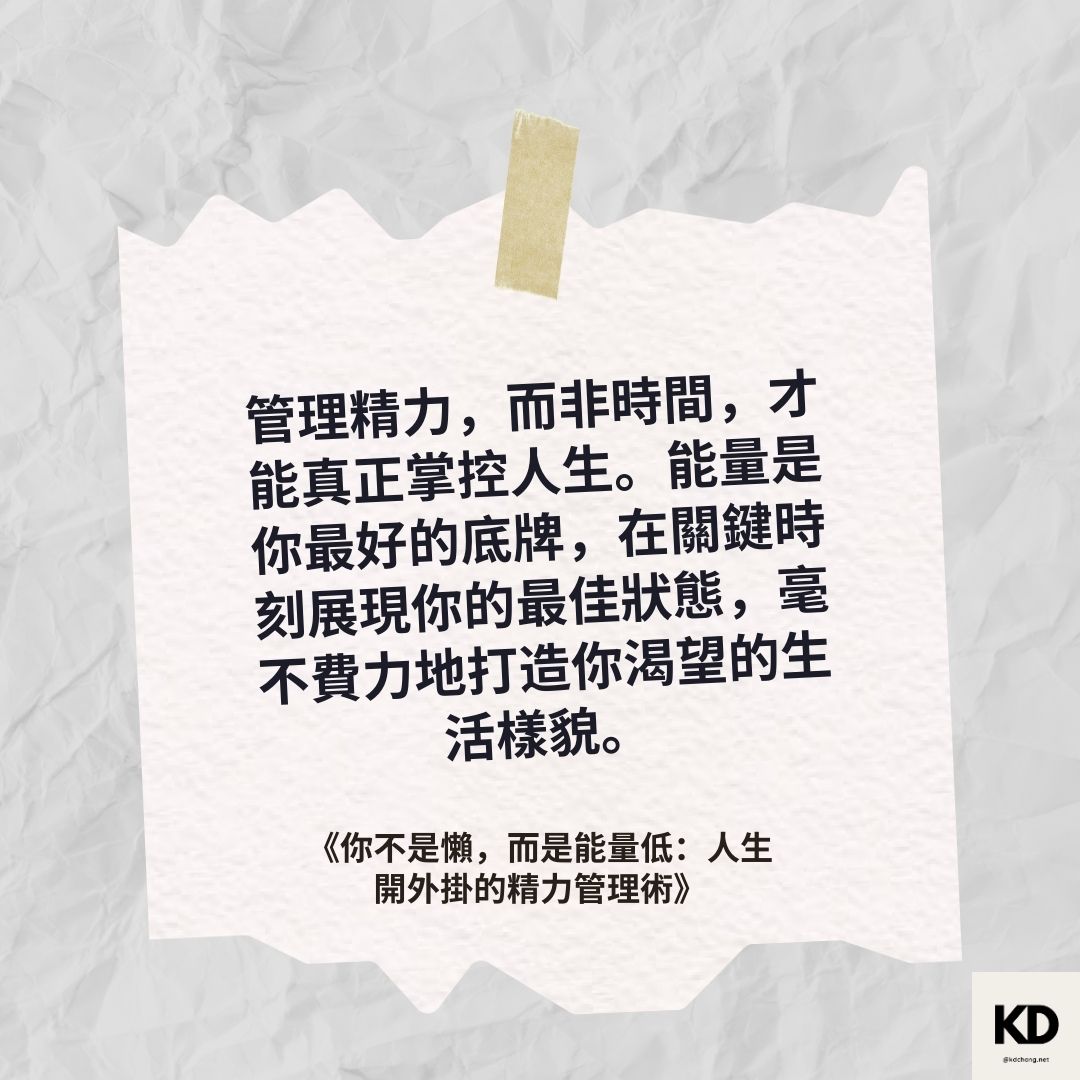 管理精力，而非時間，才
能真正掌控人生。能量是
你最好的底牌，在關鍵時
刻展現你的最佳狀態，毫
不費力地打造你渴望的生
活樣貌。
《你不是懶，而是能量低：人生
開外掛的精力管理術》
KD
@kdchong.net